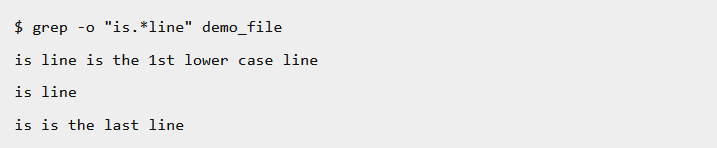 $ grep -o "is.*line" demo_file
is line is the 1st lower case line
is line
is is the last line